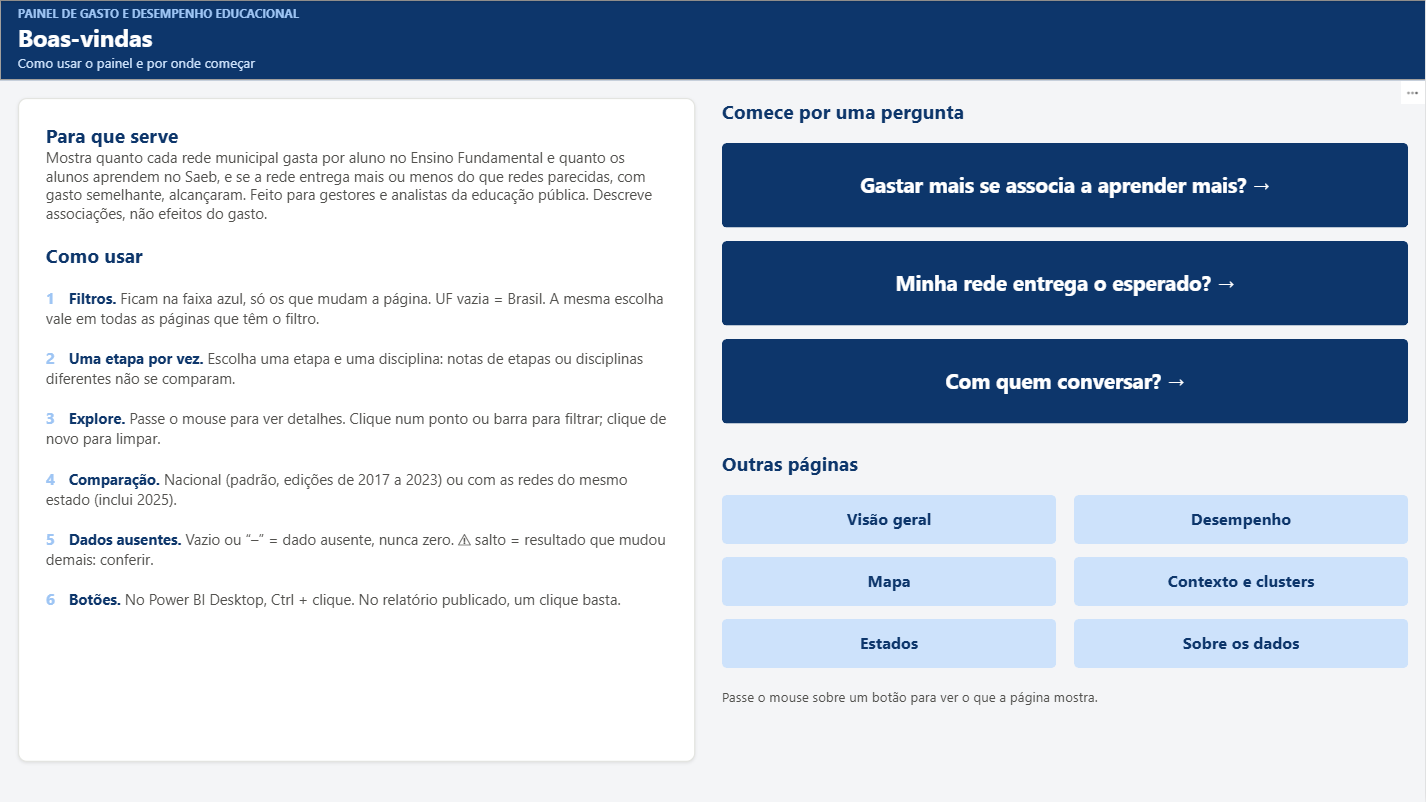 PAINEL DE GASTO E DESEMPENHO EDUCACIONAL
Boas-vindas
Como usar o painel e por onde começar
Para que serve
Mostra quanto cada rede municipal gasta por aluno no Ensino Fundamental e quanto os
alunos aprendem no Saeb, e se a rede entrega mais ou menos do que redes parecidas, com
gasto semelhante, alcançaram. Feito para gestores e analistas da educação pública. Descreve
associações, não efeitos do gasto.
Como usar
1 Filtros. Ficam na faixa azul, só os que mudam a página. UF vazia = Brasil. A mesma escolha
vale em todas as páginas que têm o filtro.
2 Uma etapa por vez. Escolha uma etapa e uma disciplina: notas de etapas ou disciplinas
diferentes não se comparam.
3 Explore. Passe o mouse para ver detalhes. Clique num ponto ou barra para filtrar; clique de
novo para limpar.
4 Comparação. Nacional (padrão, edições de 2017 a 2023) ou com as redes do mesmo
estado (inclui 2025).
5 Dados ausentes. Vazio ou “–” = dado ausente, nunca zero. ⚠ salto = resultado que mudou
demais: conferir.
6 Botões. No Power BI Desktop, Ctrl + clique. No relatório publicado, um clique basta.
Comece por uma pergunta
Gastar mais se associa a aprender mais? →
Minha rede entrega o esperado? →
Com quem conversar? →
Outras páginas
Visão geral
Desempenho
Mapa
Contexto e clusters
Estados
Sobre os dados
Passe o mouse sobre um botão para ver o que a página mostra.